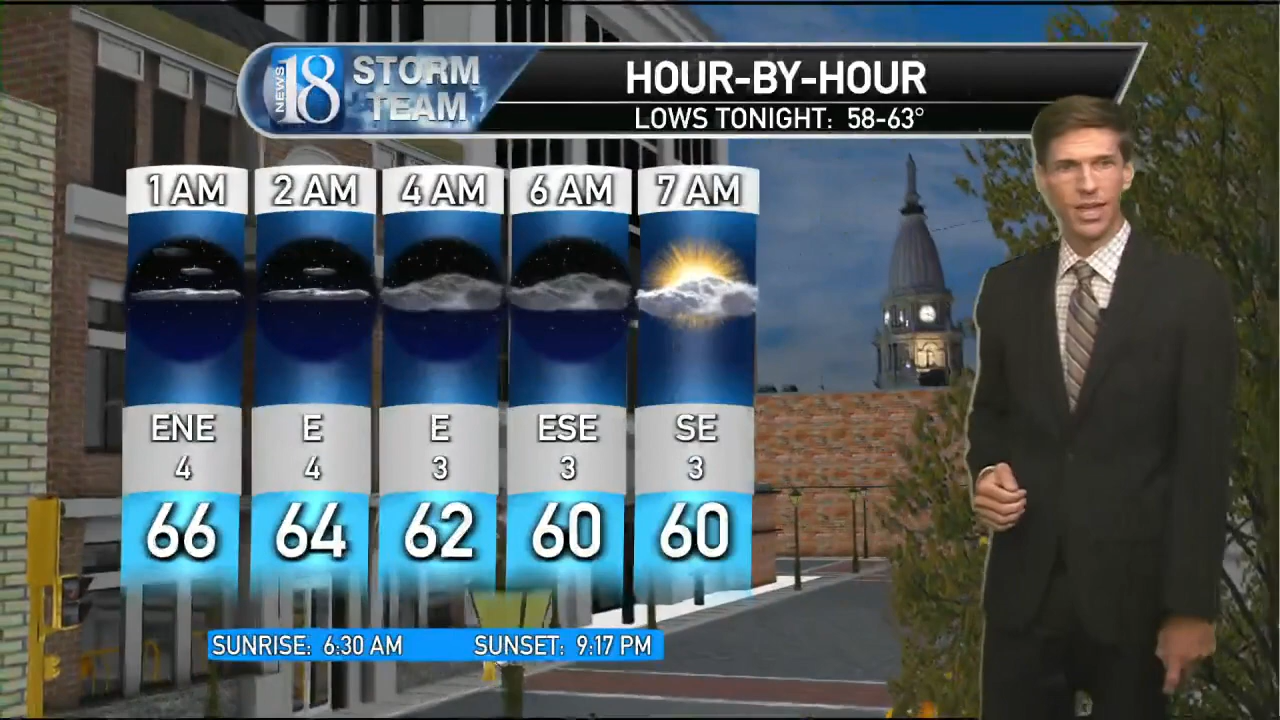 NEWS 18 STORM TEAM
HOUR-BY-HOUR
LOWS TONIGHT: 58-63°
1 AM 2 AM 4 AM 6 AM 7 AM
ENE E E ESE SE
4 4 3 3 3
66 64 62 60 60
SUNRISE: 6:30 AM SUNSET: 9:17 PM